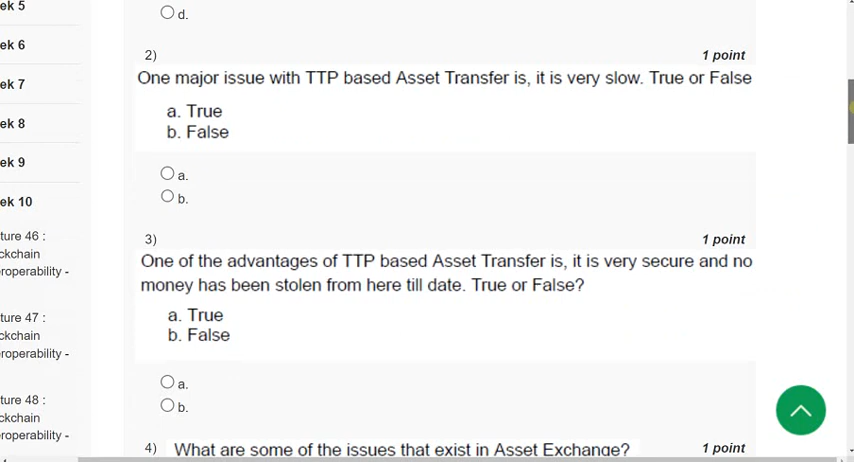 ek 5
d.
ek 6
2)
1 point
One major issue with TTP based Asset Transfer is, it is very slow. True or False
ek 7
a. True
ek 8
b. False
ek 9
a.
ek 10
b.
ture 46 :
ckchain
roperability -
3)
1 point
One of the advantages of TTP based Asset Transfer is, it is very secure and no
money has been stolen from here till date. True or False?
ture 47 :
ckchain
roperability -
a. True
b. False
a.
ture 48 :
ckchain
roperability -
b.
4)
What are some of the issues that exist in Asset Exchange?
1 point